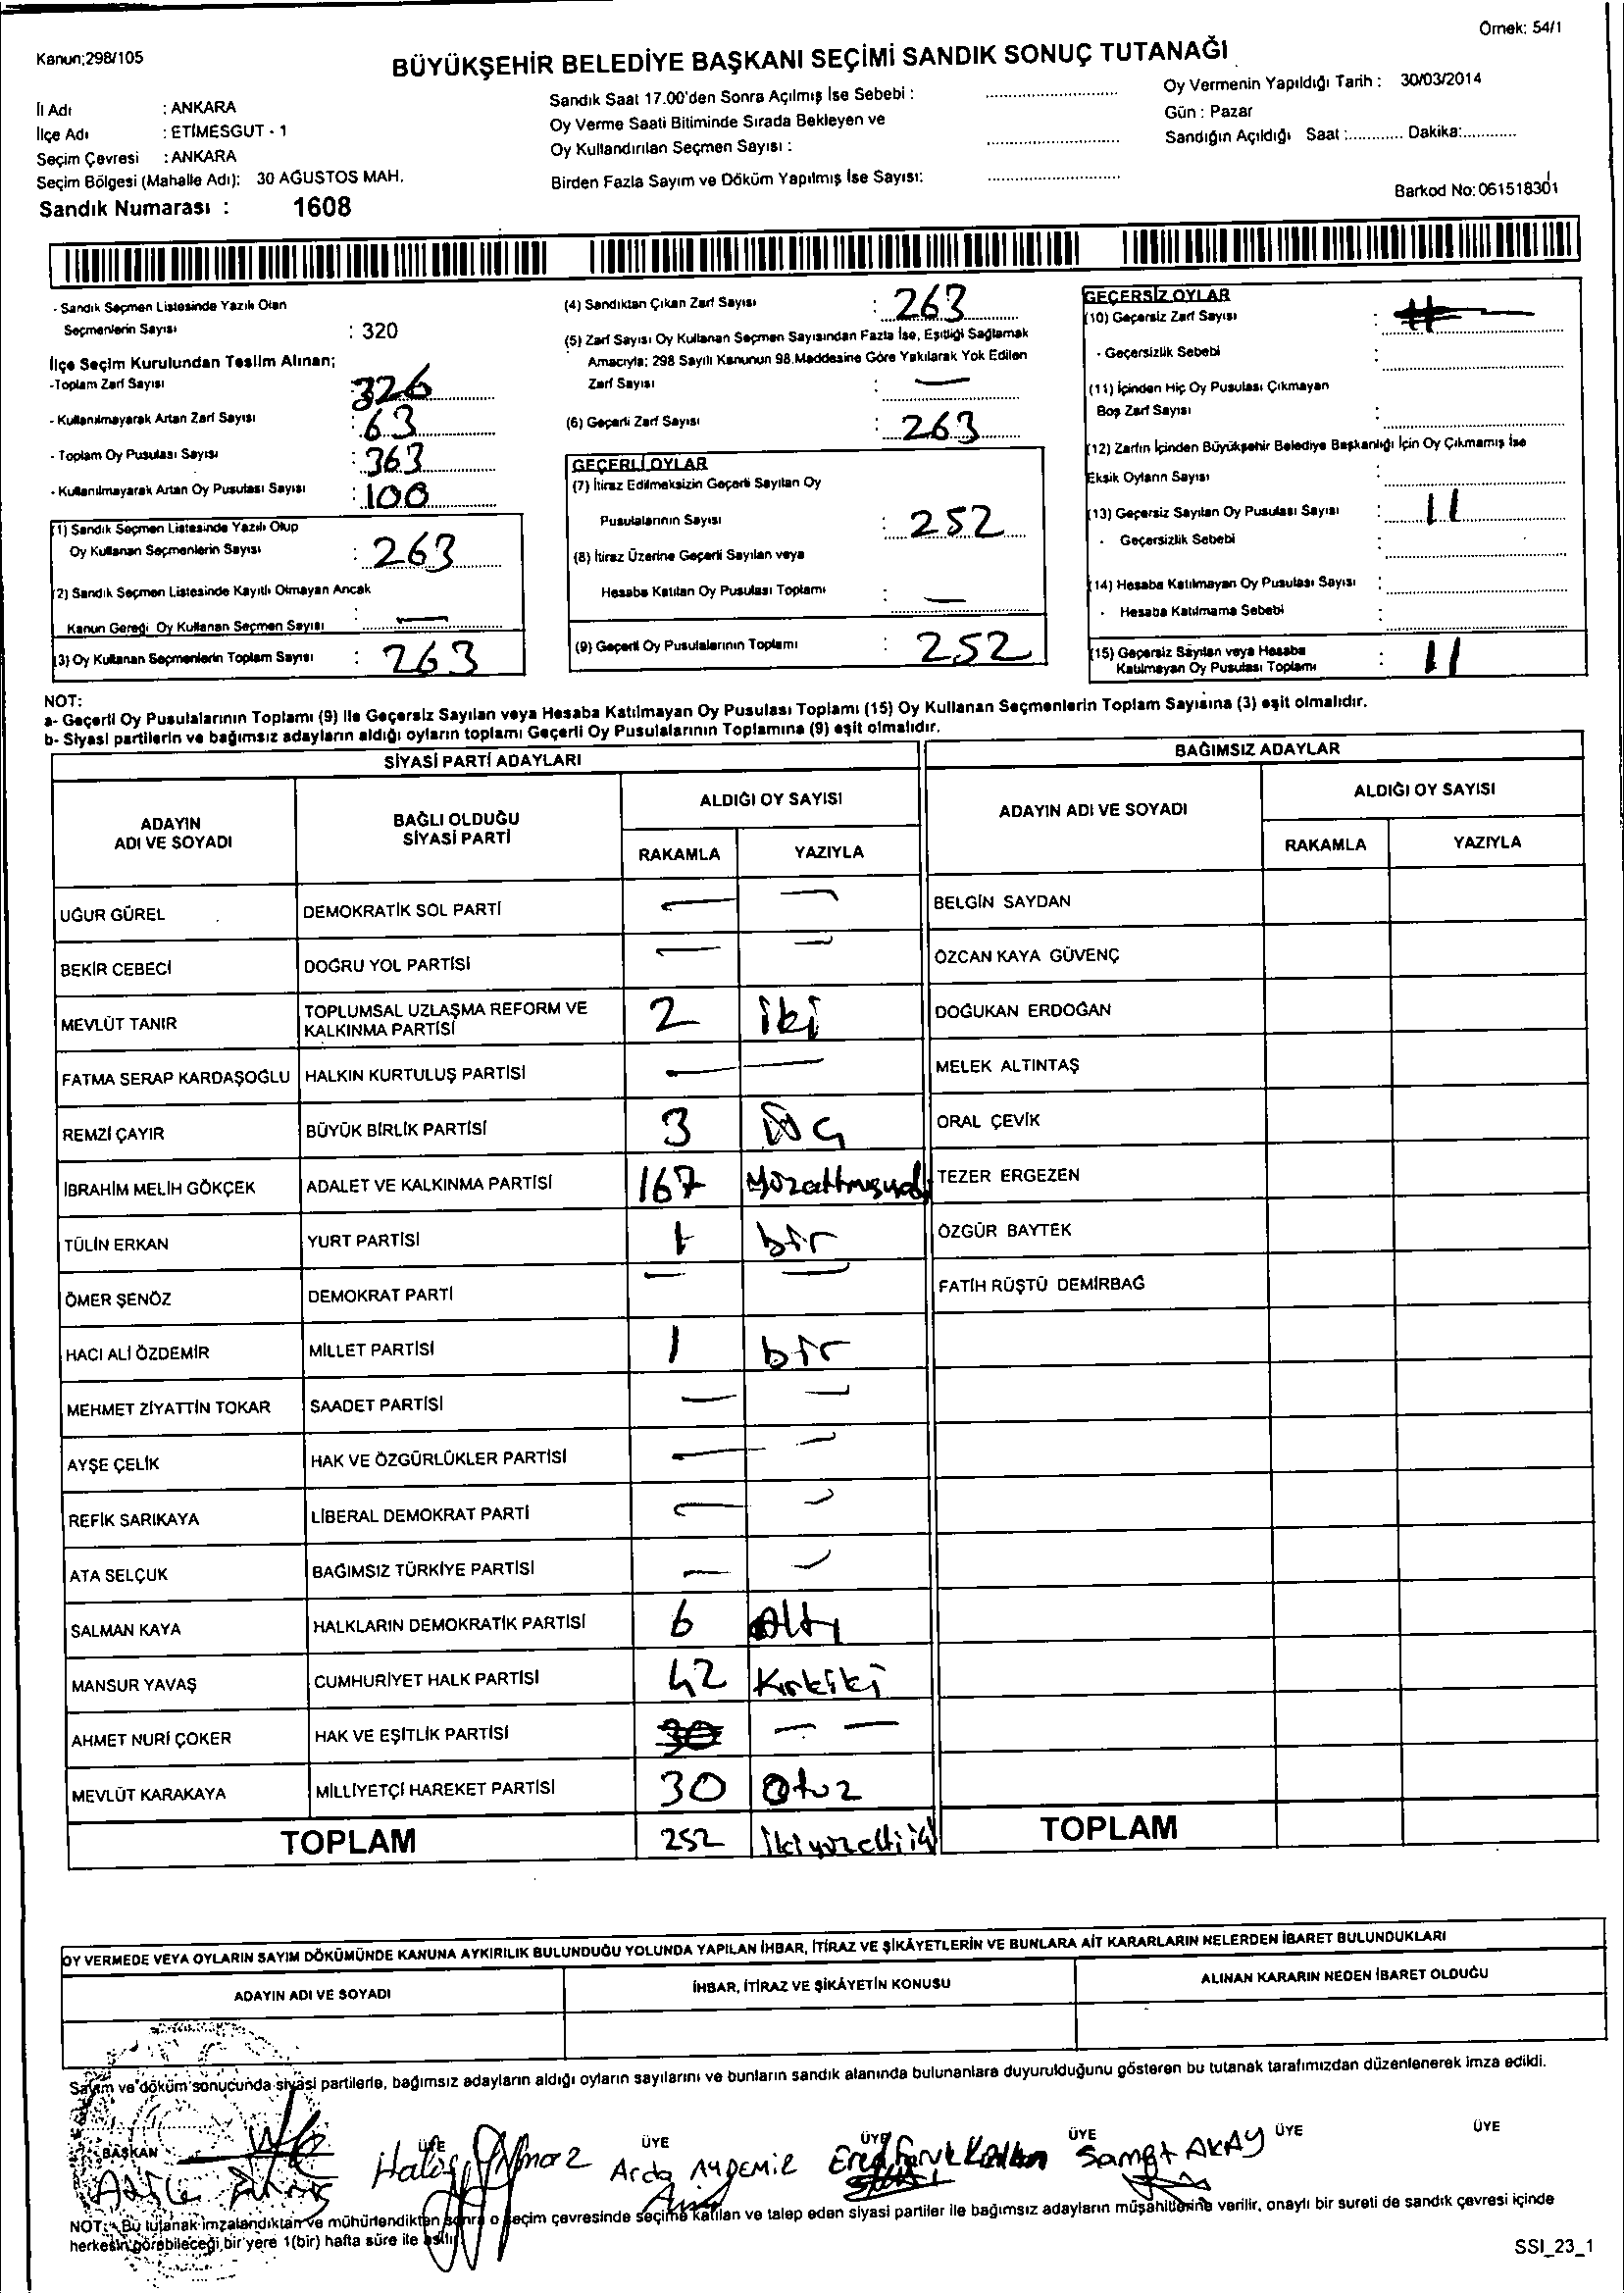 Örnek: 54/1
Kanun;298/105
BÜYÜKŞEHİR BELEDİYE BAŞKANI SEÇİMİ SANDIK SONUÇ TUTANAĞI
İl Adı : ANKARA
İlçe Adı : ETİMESGUT - 1
Seçim Çevresi : ANKARA
Seçim Bölgesi (Mahalle Adı): 30 AĞUSTOS MAH.
Sandık Numarası : 1608
Sandık Saat 17.00'den Sonra Açılmış İse Sebebi : ........................
Oy Verme Saati Bitiminde Sırada Bekleyen ve
Oy Kullandırılan Seçmen Sayısı : ........................
Birden Fazla Sayım ve Döküm Yapılmış İse Sayısı: ........................
Oy Vermenin Yapıldığı Tarih : 30/03/2014
Gün : Pazar
Sandığın Açıldığı Saat :............ Dakika:............
Barkod No: 061518301
- Sandık Seçmen Listesinde Yazılı Olan
Seçmenlerin Sayısı : 320
İlçe Seçim Kurulundan Teslim Alınan;
-Toplam Zarf Sayısı : 326
- Kullanılmayarak Artan Zarf Sayısı : 63
- Toplam Oy Pusulası Sayısı : 363
- Kullanılmayarak Artan Oy Pusulası Sayısı : 100
(1) Sandık Seçmen Listesinde Yazılı Olup
Oy Kullanan Seçmenlerin Sayısı : 263
(2) Sandık Seçmen Listesinde Kayıtlı Olmayan Ancak
Kanun Gereği Oy Kullanan Seçmen Sayısı —
(3) Oy Kullanan Seçmenlerin Toplam Sayısı : 263
(4) Sandıktan Çıkan Zarf Sayısı : 263
(5) Zarf Sayısı Oy Kullanan Seçmen Sayısından Fazla İse, Eşitliği Sağlamak
Amacıyla; 298 Sayılı Kanunun 98.Maddesine Göre Yakılarak Yok Edilen
Zarf Sayısı : —
(6) Geçerli Zarf Sayısı : 263
GEÇERLİ OYLAR
(7) İtiraz Edilmeksizin Geçerli Sayılan Oy
Pusulalarının Sayısı : 252
(8) İtiraz Üzerine Geçerli Sayılan veya
Hesaba Katılan Oy Pusulası Toplamı : —
(9) Geçerli Oy Pusulalarının Toplamı : 252
GEÇERSİZ OYLAR
(10) Geçersiz Zarf Sayısı :
- Geçersizlik Sebebi :
(11) İçinden Hiç Oy Pusulası Çıkmayan
Boş Zarf Sayısı :
(12) Zarfın İçinden Büyükşehir Belediye Başkanlığı İçin Oy Çıkmamış İse
Eksik Oyların Sayısı :
(13) Geçersiz Sayılan Oy Pusulası Sayısı : 11
- Geçersizlik Sebebi :
(14) Hesaba Katılmayan Oy Pusulası Sayısı :
- Hesaba Katılmama Sebebi :
(15) Geçersiz Sayılan veya Hesaba
Katılmayan Oy Pusulası Toplamı : 11
NOT:
a- Geçerli Oy Pusulalarının Toplamı (9) ile Geçersiz Sayılan veya Hesaba Katılmayan Oy Pusulası Toplamı (15) Oy Kullanan Seçmenlerin Toplam Sayısına (3) eşit olmalıdır.
b- Siyasi partilerin ve bağımsız adayların aldığı oyların toplamı Geçerli Oy Pusulalarının Toplamına (9) eşit olmalıdır.
SİYASİ PARTİ ADAYLARI
ADAYIN ADI VE SOYADI BAĞLI OLDUĞU SİYASİ PARTİ ALDIĞI OY SAYISI
RAKAMLA YAZIYLA
UĞUR GÜREL DEMOKRATİK SOL PARTİ — —
BEKİR CEBECİ DOĞRU YOL PARTİSİ — —
MEVLÜT TANIR TOPLUMSAL UZLAŞMA REFORM VE KALKINMA PARTİSİ 2 iki
FATMA SERAP KARDAŞOĞLU HALKIN KURTULUŞ PARTİSİ — —
REMZİ ÇAYIR BÜYÜK BİRLİK PARTİSİ 3 Üç
İBRAHİM MELİH GÖKÇEK ADALET VE KALKINMA PARTİSİ 167
TÜLİN ERKAN YURT PARTİSİ 1 bir
ÖMER ŞENÖZ DEMOKRAT PARTİ — —
HACI ALİ ÖZDEMİR MİLLET PARTİSİ 1 bir
MEHMET ZİYATTİN TOKAR SAADET PARTİSİ — —
AYŞE ÇELİK HAK VE ÖZGÜRLÜKLER PARTİSİ — —
REFİK SARIKAYA LİBERAL DEMOKRAT PARTİ — —
ATA SELÇUK BAĞIMSIZ TÜRKİYE PARTİSİ — —
SALMAN KAYA HALKLARIN DEMOKRATİK PARTİSİ 6 Altı
MANSUR YAVAŞ CUMHURİYET HALK PARTİSİ 42 Kırkiki
AHMET NURİ ÇOKER HAK VE EŞİTLİK PARTİSİ 30 — —
MEVLÜT KARAKAYA MİLLİYETÇİ HAREKET PARTİSİ 30 Otuz
TOPLAM 252 İkiyüzelliiki
BAĞIMSIZ ADAYLAR
ADAYIN ADI VE SOYADI ALDIĞI OY SAYISI
RAKAMLA YAZIYLA
BELGİN SAYDAN
ÖZCAN KAYA GÜVENÇ
DOĞUKAN ERDOĞAN
MELEK ALTINTAŞ
ORAL ÇEVİK
TEZER ERGEZEN
ÖZGÜR BAYTEK
FATİH RÜŞTÜ DEMİRBAĞ
TOPLAM
OY VERMEDE VEYA OYLARIN SAYIM DÖKÜMÜNDE KANUNA AYKIRILIK BULUNDUĞU YOLUNDA YAPILAN İHBAR, İTİRAZ VE ŞİKÂYETLERİN VE BUNLARA AİT KARARLARIN NELERDEN İBARET BULUNDUKLARI
ADAYIN ADI VE SOYADI İHBAR, İTİRAZ VE ŞİKÂYETİN KONUSU ALINAN KARARIN NEDEN İBARET OLDUĞU
Sayım ve döküm sonucunda siyasi partilerle, bağımsız adayların aldığı oyların sayılarını ve bunların sandık alanında bulunanlara duyurulduğunu gösteren bu tutanak tarafımızdan düzenlenerek imza edildi.
BAŞKAN ÜYE ÜYE ÜYE ÜYE ÜYE ÜYE
Arda AYDEMİR Samet AKAY
NOT: Bu tutanak imzalandıktan ve mühürlendikten sonra o seçim çevresinde seçime katılan ve talep eden siyasi partiler ile bağımsız adayların müşahitlerine verilir, onaylı bir sureti de sandık çevresi içinde
herkesin görebileceği bir yere 1(bir) hafta süre ile asılır.
SSI_23_1